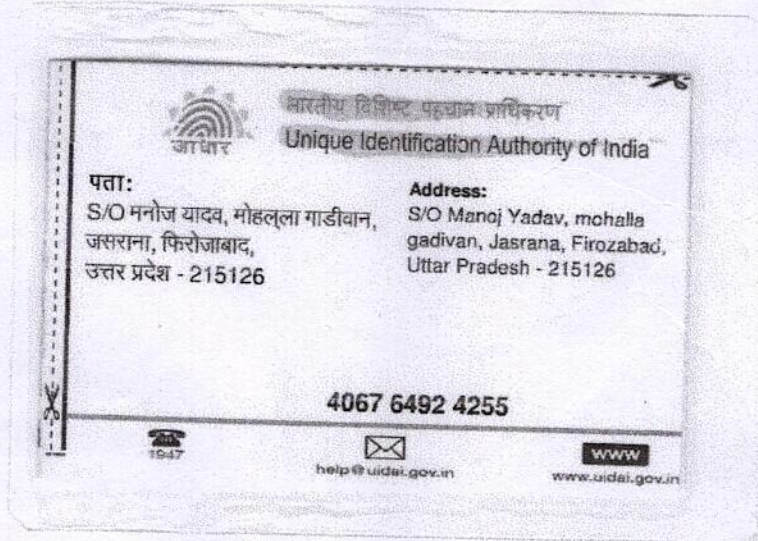 भारतीय विशिष्ट पहचान प्राधिकरण
आधार
Unique Identification Authority of India
पता:
S/O मनोज यादव, मोहल्ला गाडीवान,
जसराना, फिरोजाबाद,
उत्तर प्रदेश - 215126
Address:
S/O Manoj Yadav, mohalla
gadivan, Jasrana, Firozabad,
Uttar Pradesh - 215126
4067 6492 4255
1947
help@uidai.gov.in
www
www.uidai.gov.in